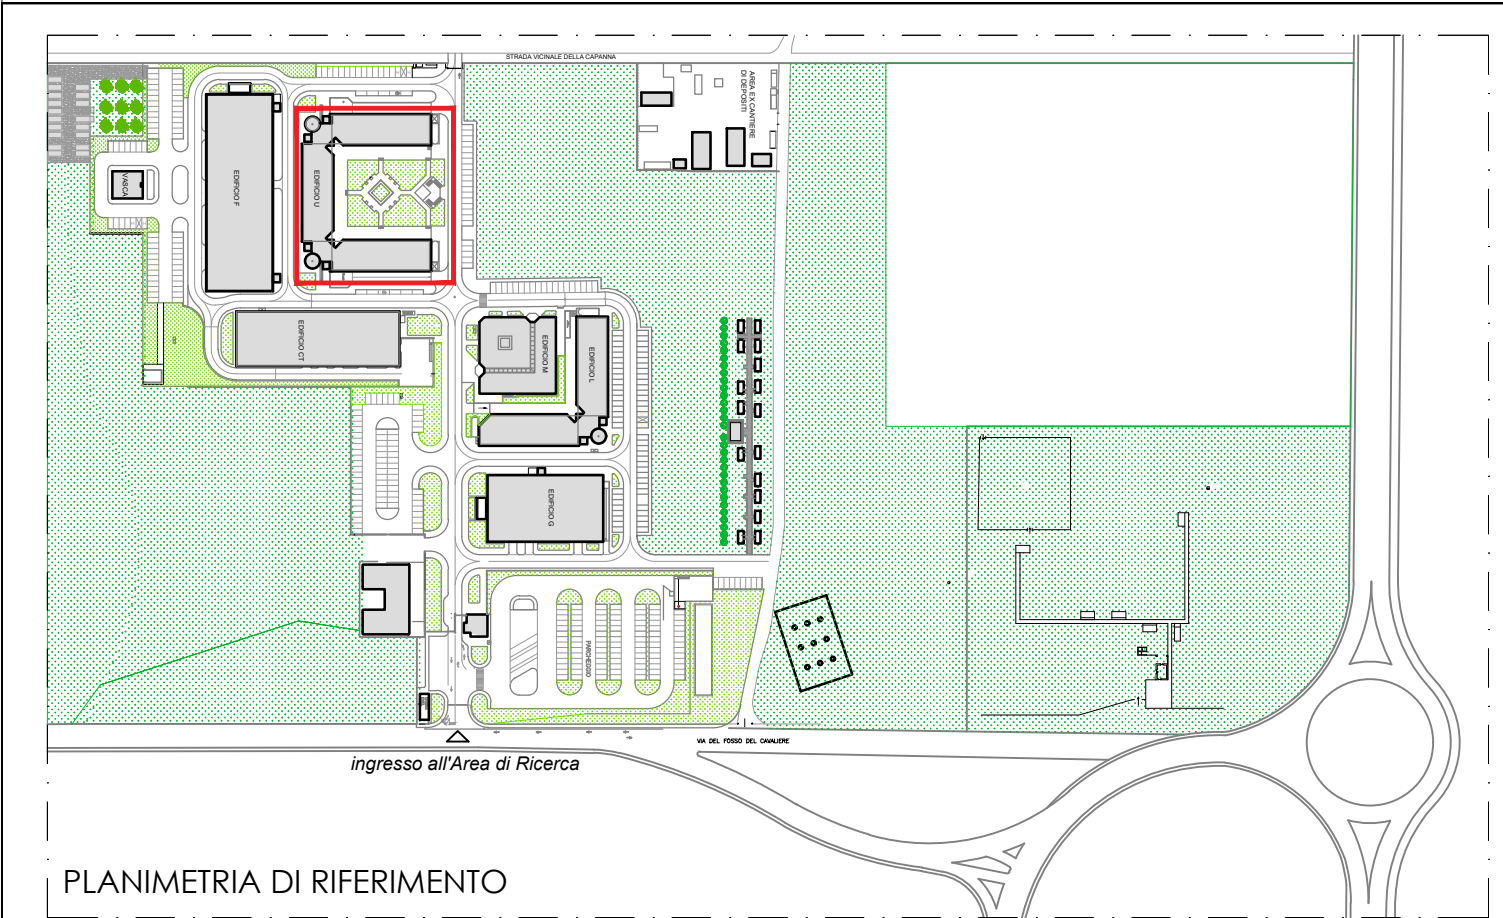 STRADA VICINALE DELLA CAPANNA
AREA EX CANTIERE
DI DEPOSITI
VASCA
EDIFICIO F
EDIFICIO U
EDIFICIO CT
EDIFICIO M
EDIFICIO L
EDIFICIO G
PARCHEGGIO
VIA DEL FOSSO DEL CAVALIERE
ingresso all'Area di Ricerca
PLANIMETRIA DI RIFERIMENTO